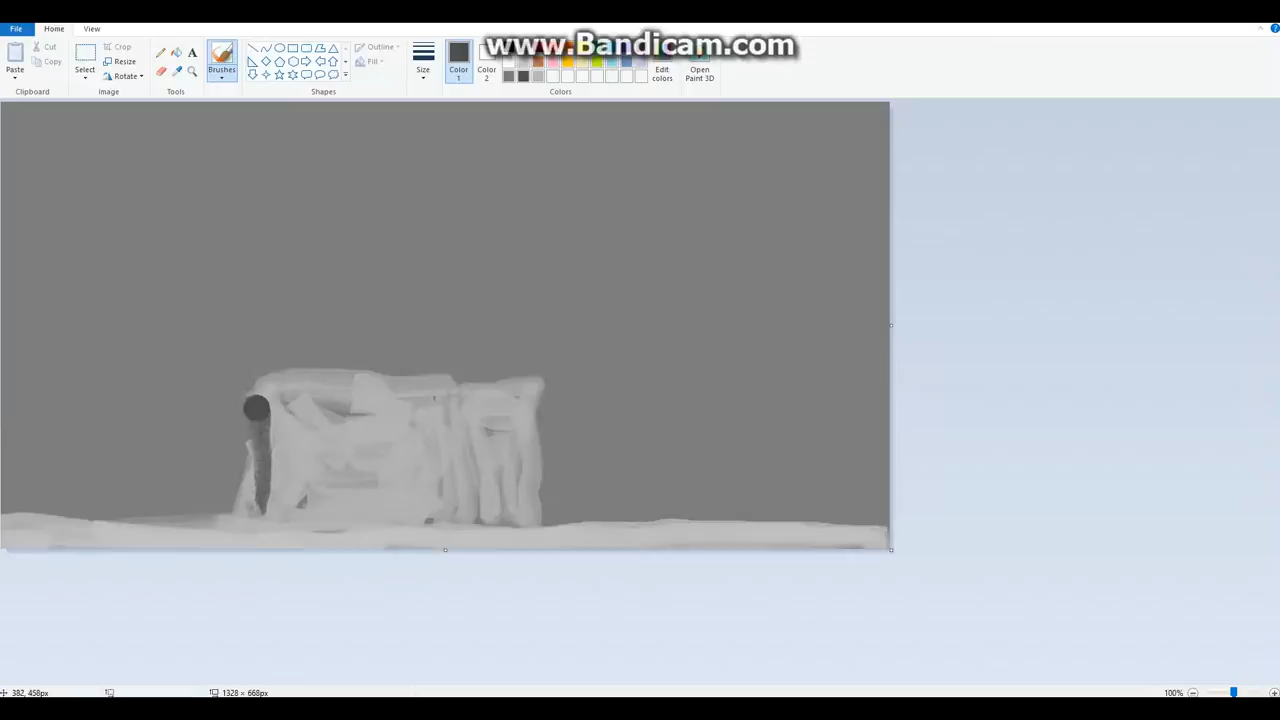 File Home View
www.Bandicam.com
Cut Crop Outline
Copy Resize Fill
Rotate
Paste Select Brushes Size Color 1 Color 2 Edit colors Open Paint 3D
Clipboard Image Tools Shapes Colors
382, 458px 1328 × 668px 100%